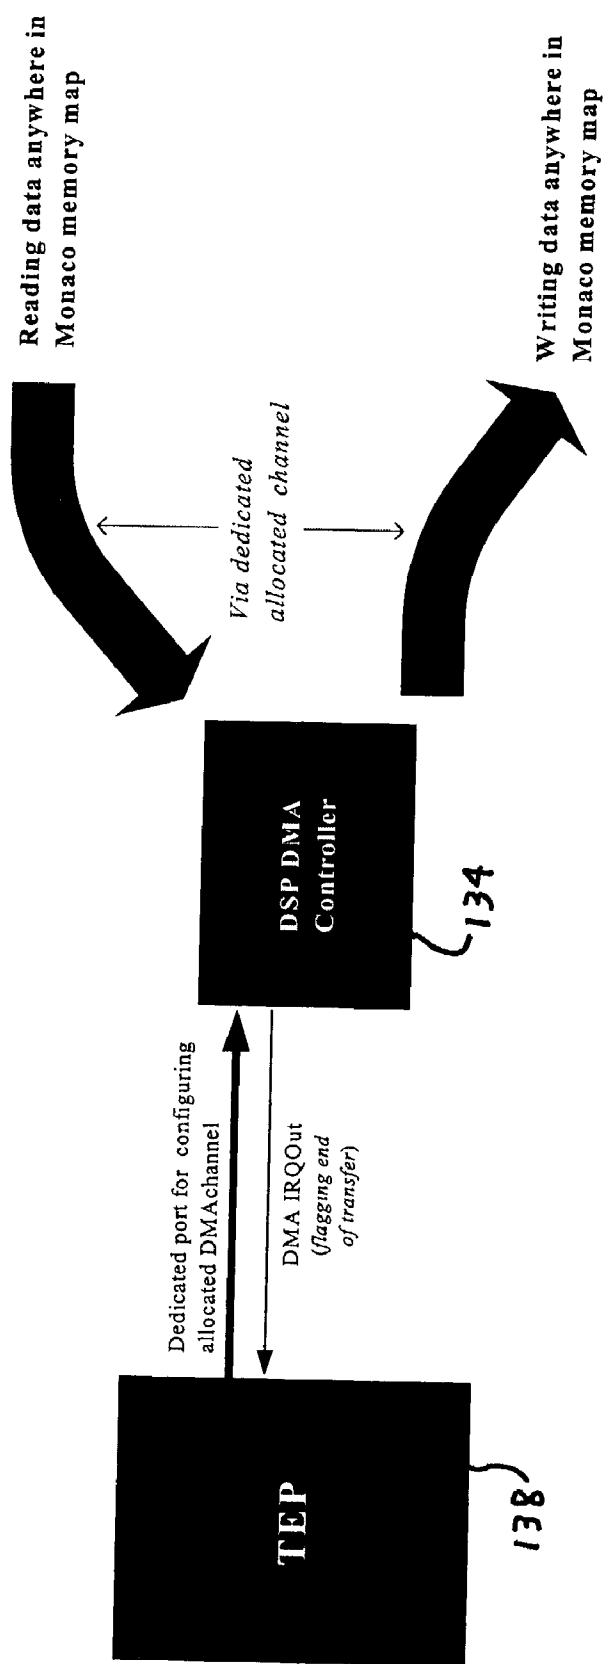 TEP
138
Dedicated port for configuring
allocated DMAchannel
DMA IRQOut
(flagging end
of transfer)
DSP DMA
Controller
134
Via dedicated
allocated channel
Reading data anywhere in
Monaco memory map
Writing data anywhere in
Monaco memory map